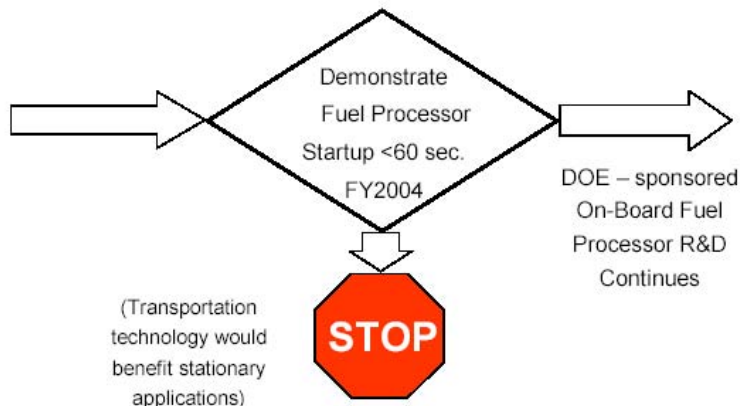 Demonstrate
Fuel Processor
Startup <60 sec.
FY2004
DOE – sponsored
On-Board Fuel
Processor R&D
Continues
STOP
(Transportation
technology would
benefit stationary
applications)